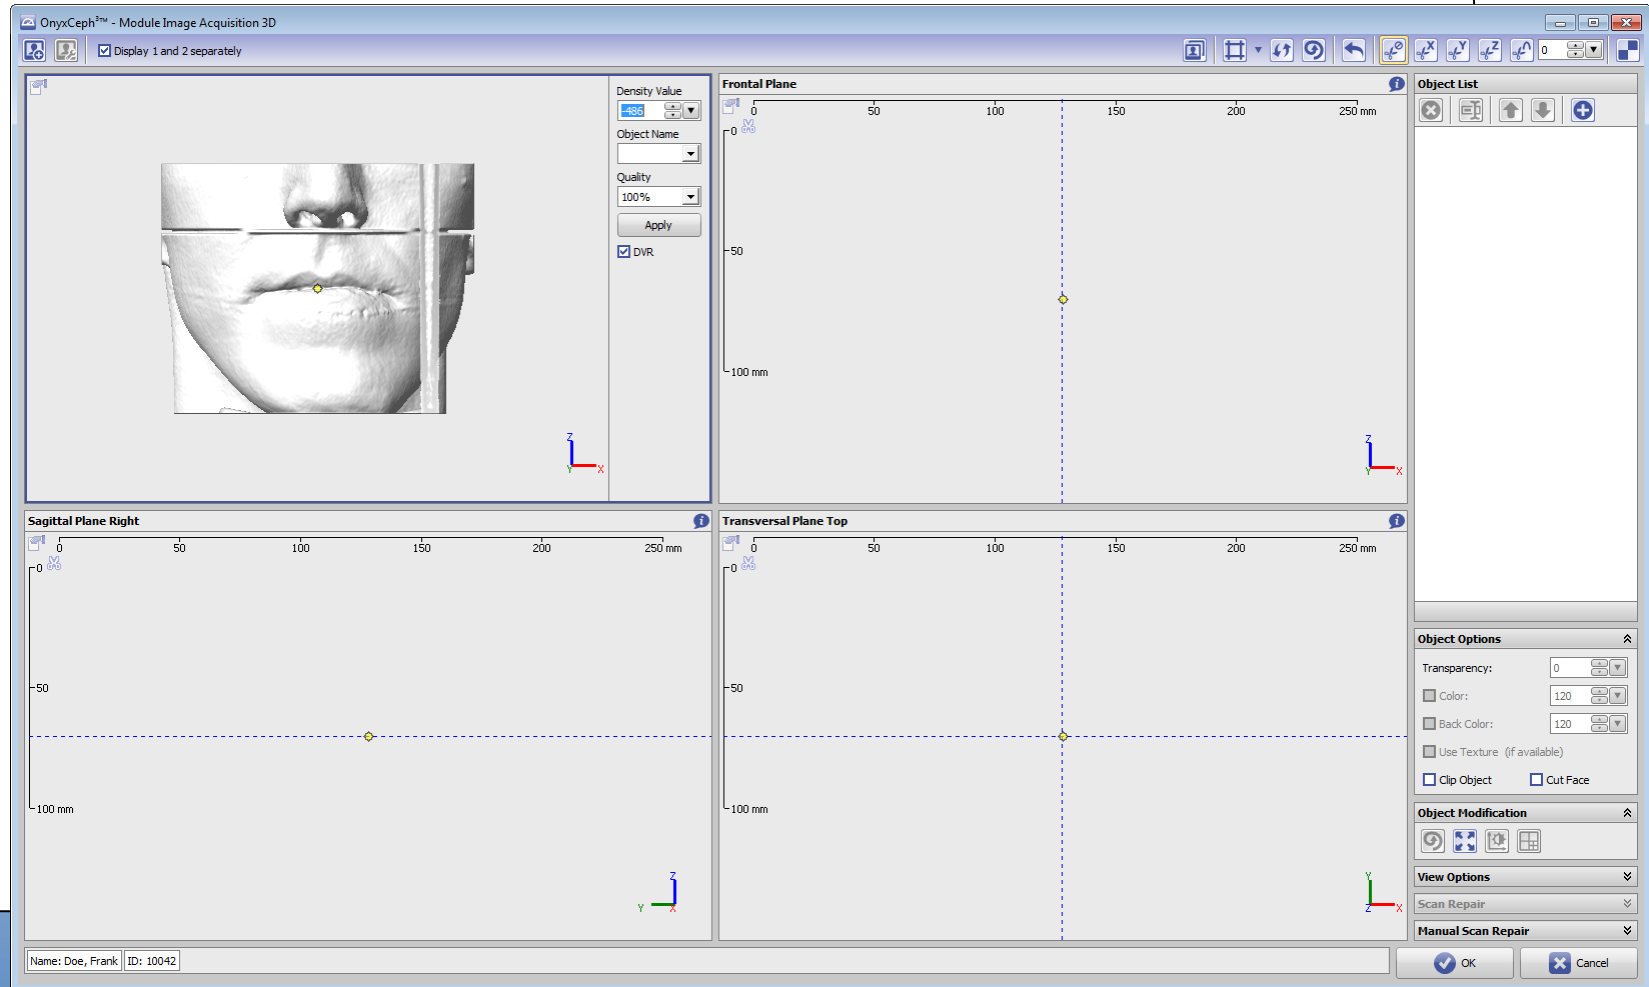 OnyxCeph³™ - Module Image Acquisition 3D
Display 1 and 2 separately
X Y Z 0
Density Value
-486
Object Name
Quality
100%
Apply
DVR
Z
Y X
Frontal Plane
0 50 100 150 200 250 mm
0
50
100 mm
Z
Y X
Sagittal Plane Right
0 50 100 150 200 250 mm
0
50
100 mm
Z
Y X
Transversal Plane Top
0 50 100 150 200 250 mm
0
50
100 mm
Y
Z X
Object List
Object Options
Transparency: 0
Color: 120
Back Color: 120
Use Texture (if available)
Clip Object Cut Face
Object Modification
View Options
Scan Repair
Manual Scan Repair
Name: Doe, Frank ID: 10042
OK Cancel